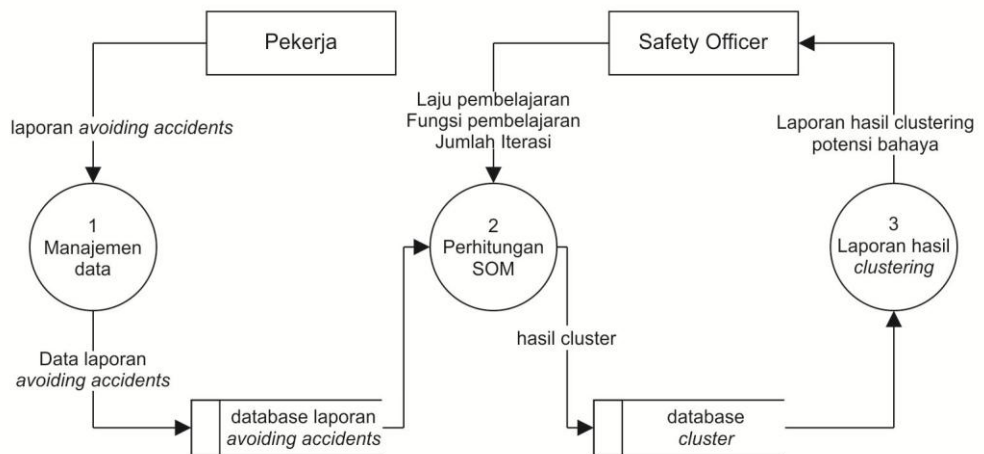 Pekerja
Safety Officer
laporan avoiding accidents
Laju pembelajaran
Fungsi pembelajaran
Jumlah Iterasi
Laporan hasil clustering
potensi bahaya
1
Manajemen
data
2
Perhitungan
SOM
3
Laporan hasil
clustering
Data laporan
avoiding accidents
hasil cluster
database laporan
avoiding accidents
database
cluster